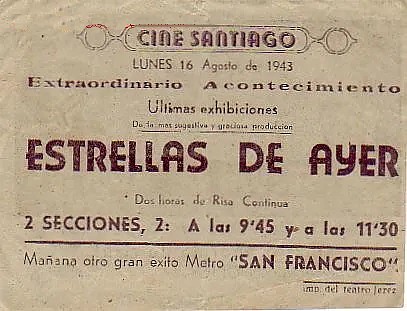 CINE SANTIAGO
LUNES 16 Agosto de 1943
Extraordinario Acontecimiento
Ultimas exhibiciones
De la mas sugestiva y graciosa produccion
ESTRELLAS DE AYER
Dos horas de Risa Continua
2 SECCIONES, 2: A las 9'45 y a las 11'30
Mañana otro gran exito Metro "SAN FRANCISCO"
imp. del teatro Jerez